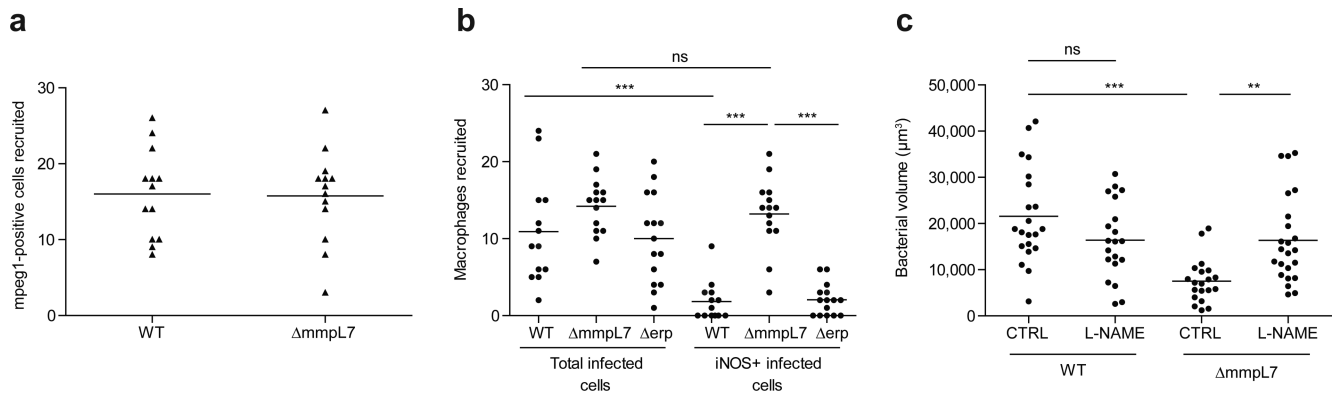 a
mpeg1-positive cells recruited
30
20
10
0
WT ΔmmpL7
b
Macrophages recruited
30
20
10
0
ns
***
*** ***
WT ΔmmpL7 Δerp WT ΔmmpL7 Δerp
Total infected cells
iNOS+ infected cells
c
Bacterial volume (μm³)
50,000
40,000
30,000
20,000
10,000
0
ns
*** **
CTRL L-NAME CTRL L-NAME
WT ΔmmpL7